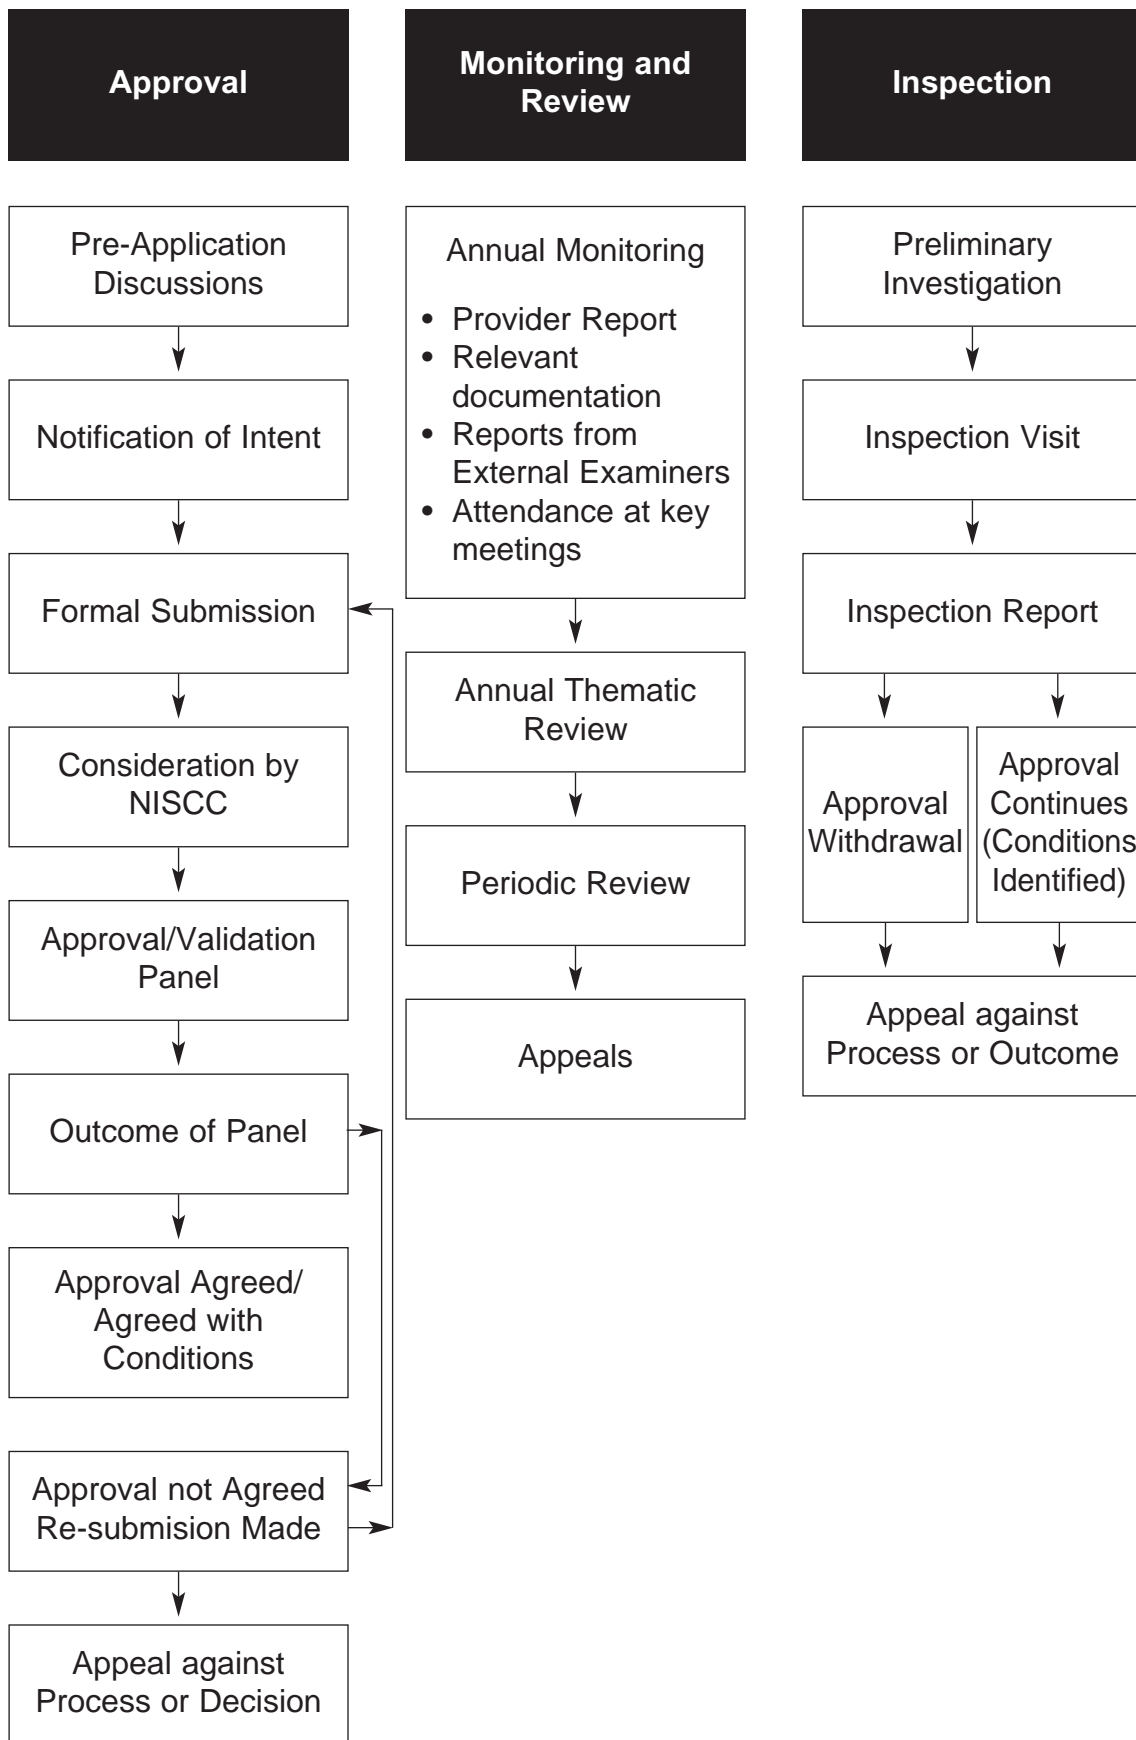 Approval
Pre-Application
Discussions
Notification of Intent
Formal Submission
Consideration by
NISCC
Approval/Validation
Panel
Outcome of Panel
Approval Agreed/
Agreed with
Conditions
Approval not Agreed
Re-submision Made
Appeal against
Process or Decision
Monitoring and
Review
Annual Monitoring
• Provider Report
• Relevant
documentation
• Reports from
External Examiners
• Attendance at key
meetings
Annual Thematic
Review
Periodic Review
Appeals
Inspection
Preliminary
Investigation
Inspection Visit
Inspection Report
Approval
Withdrawal
Approval
Continues
(Conditions
Identified)
Appeal against
Process or Outcome